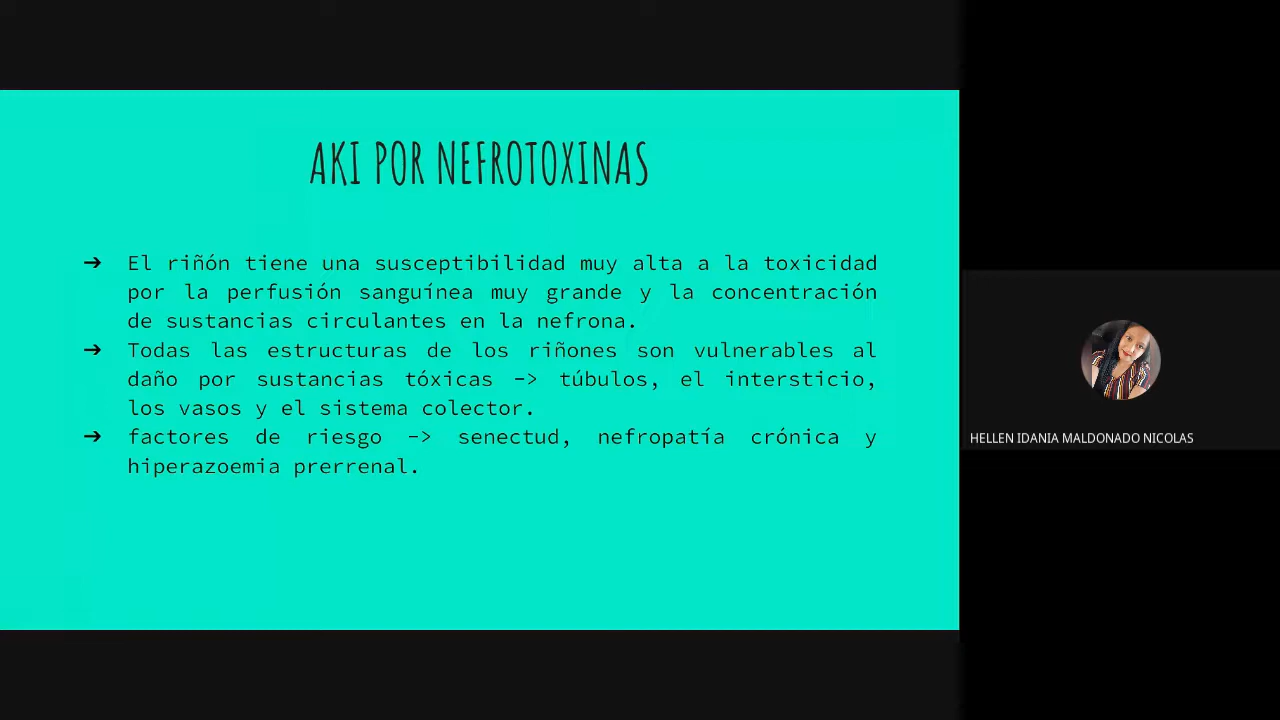 AKI POR NEFROTOXINAS
➔ El riñón tiene una susceptibilidad muy alta a la toxicidad
por la perfusión sanguínea muy grande y la concentración
de sustancias circulantes en la nefrona.
➔ Todas las estructuras de los riñones son vulnerables al
daño por sustancias tóxicas -> túbulos, el intersticio,
los vasos y el sistema colector.
➔ factores de riesgo -> senectud, nefropatía crónica y
hiperazoemia prerrenal.
HELLEN IDANIA MALDONADO NICOLAS